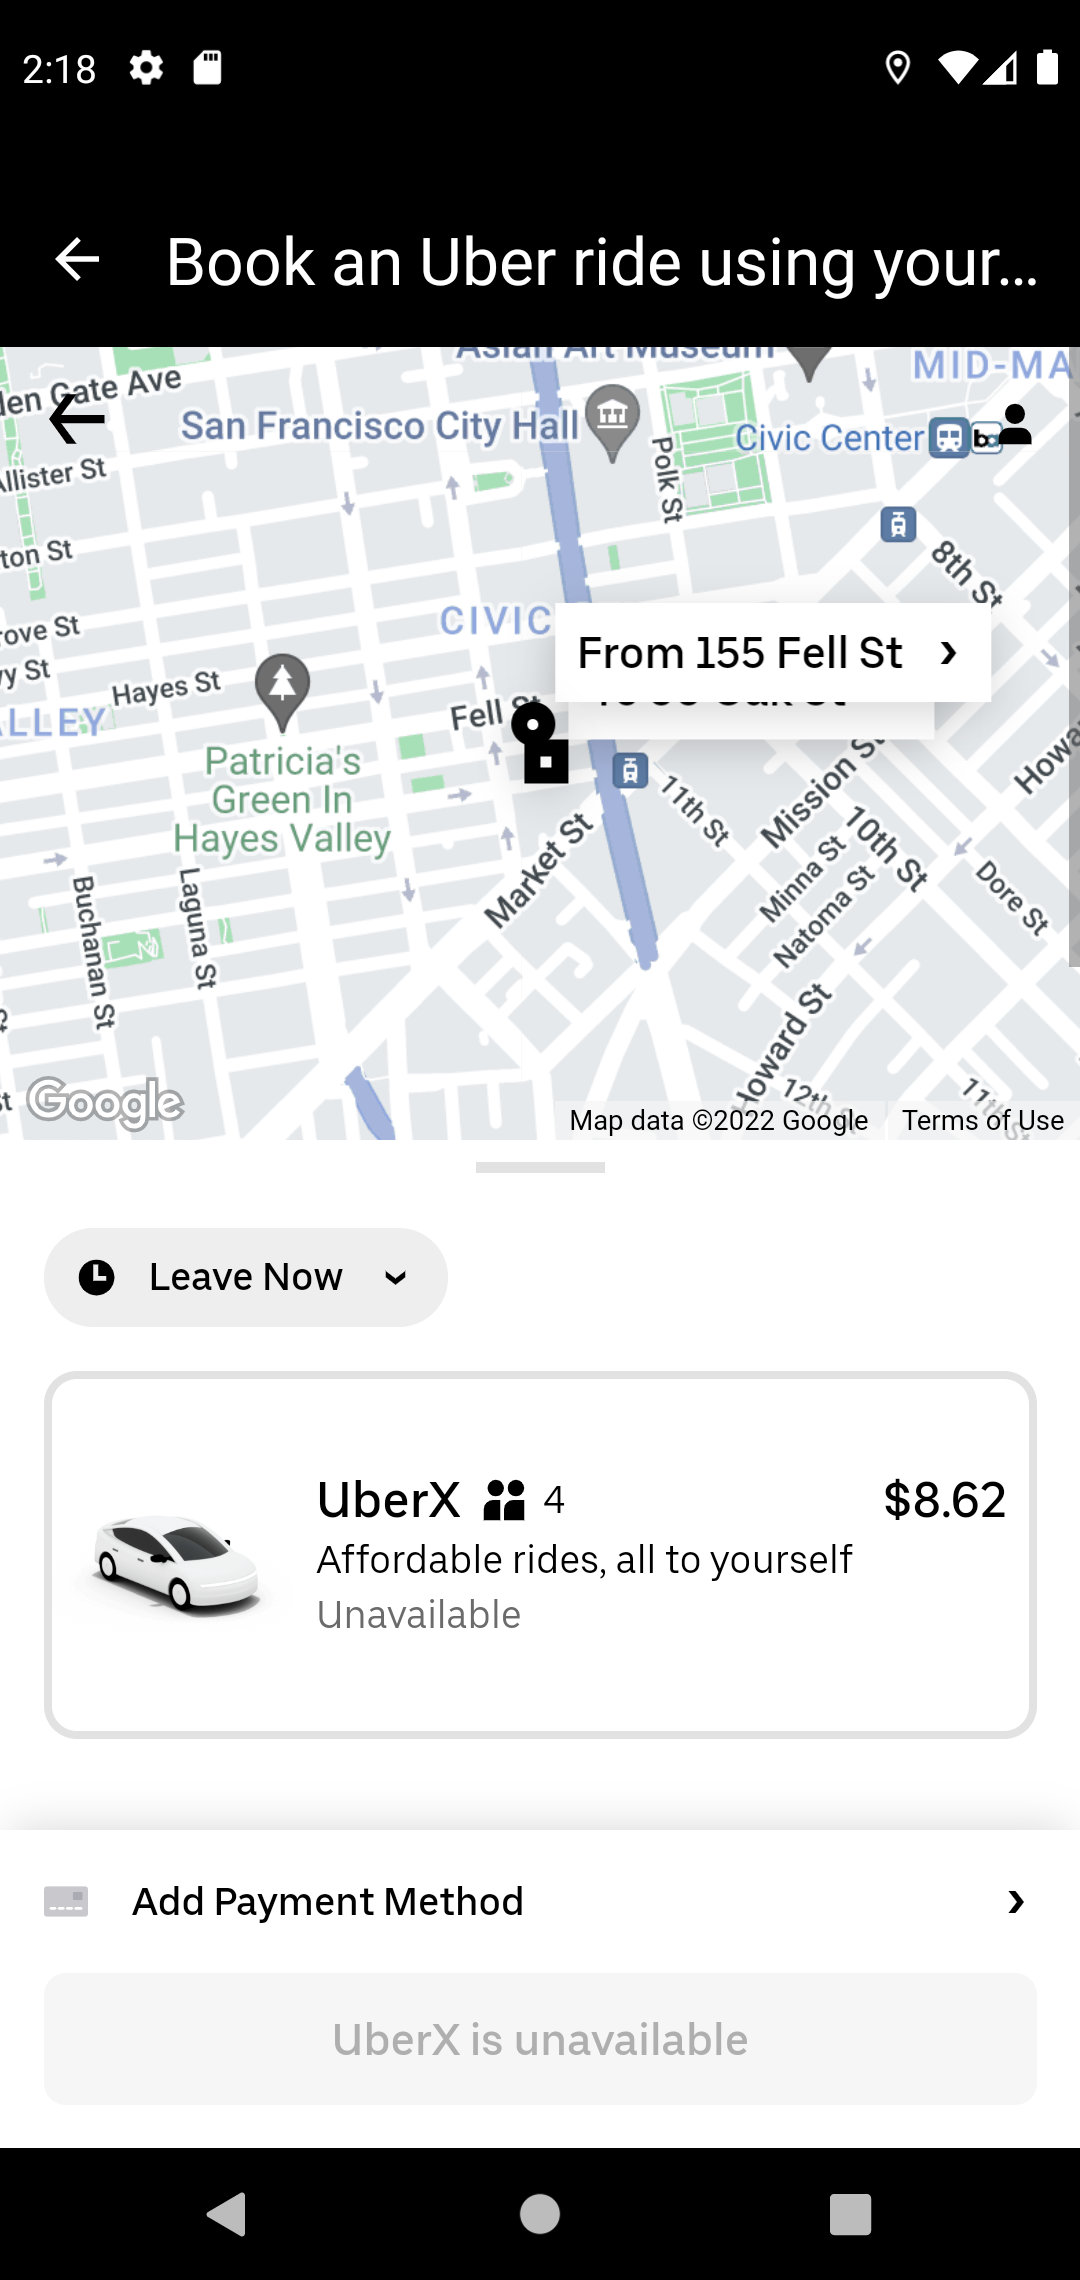 2:18
Book an Uber ride using your...
Asian Art Museum
MID-MA
Gate Ave
San Francisco City Hall
Civic Center
Polk St
llister St
ton St
8th St
rove St
CIVIC
From 155 Fell St
y St
Hayes St
LLEY
Fell St
Patricia's
Green In
Hayes Valley
Mission St
Howa
11th St
10th St
Market St
Minna St
Natoma St
Dore St
Buchanan St
Laguna St
Howard St
12th St
11th St
Google
Map data ©2022 Google
Terms of Use
Leave Now
UberX 4
$8.62
Affordable rides, all to yourself
Unavailable
Add Payment Method
UberX is unavailable